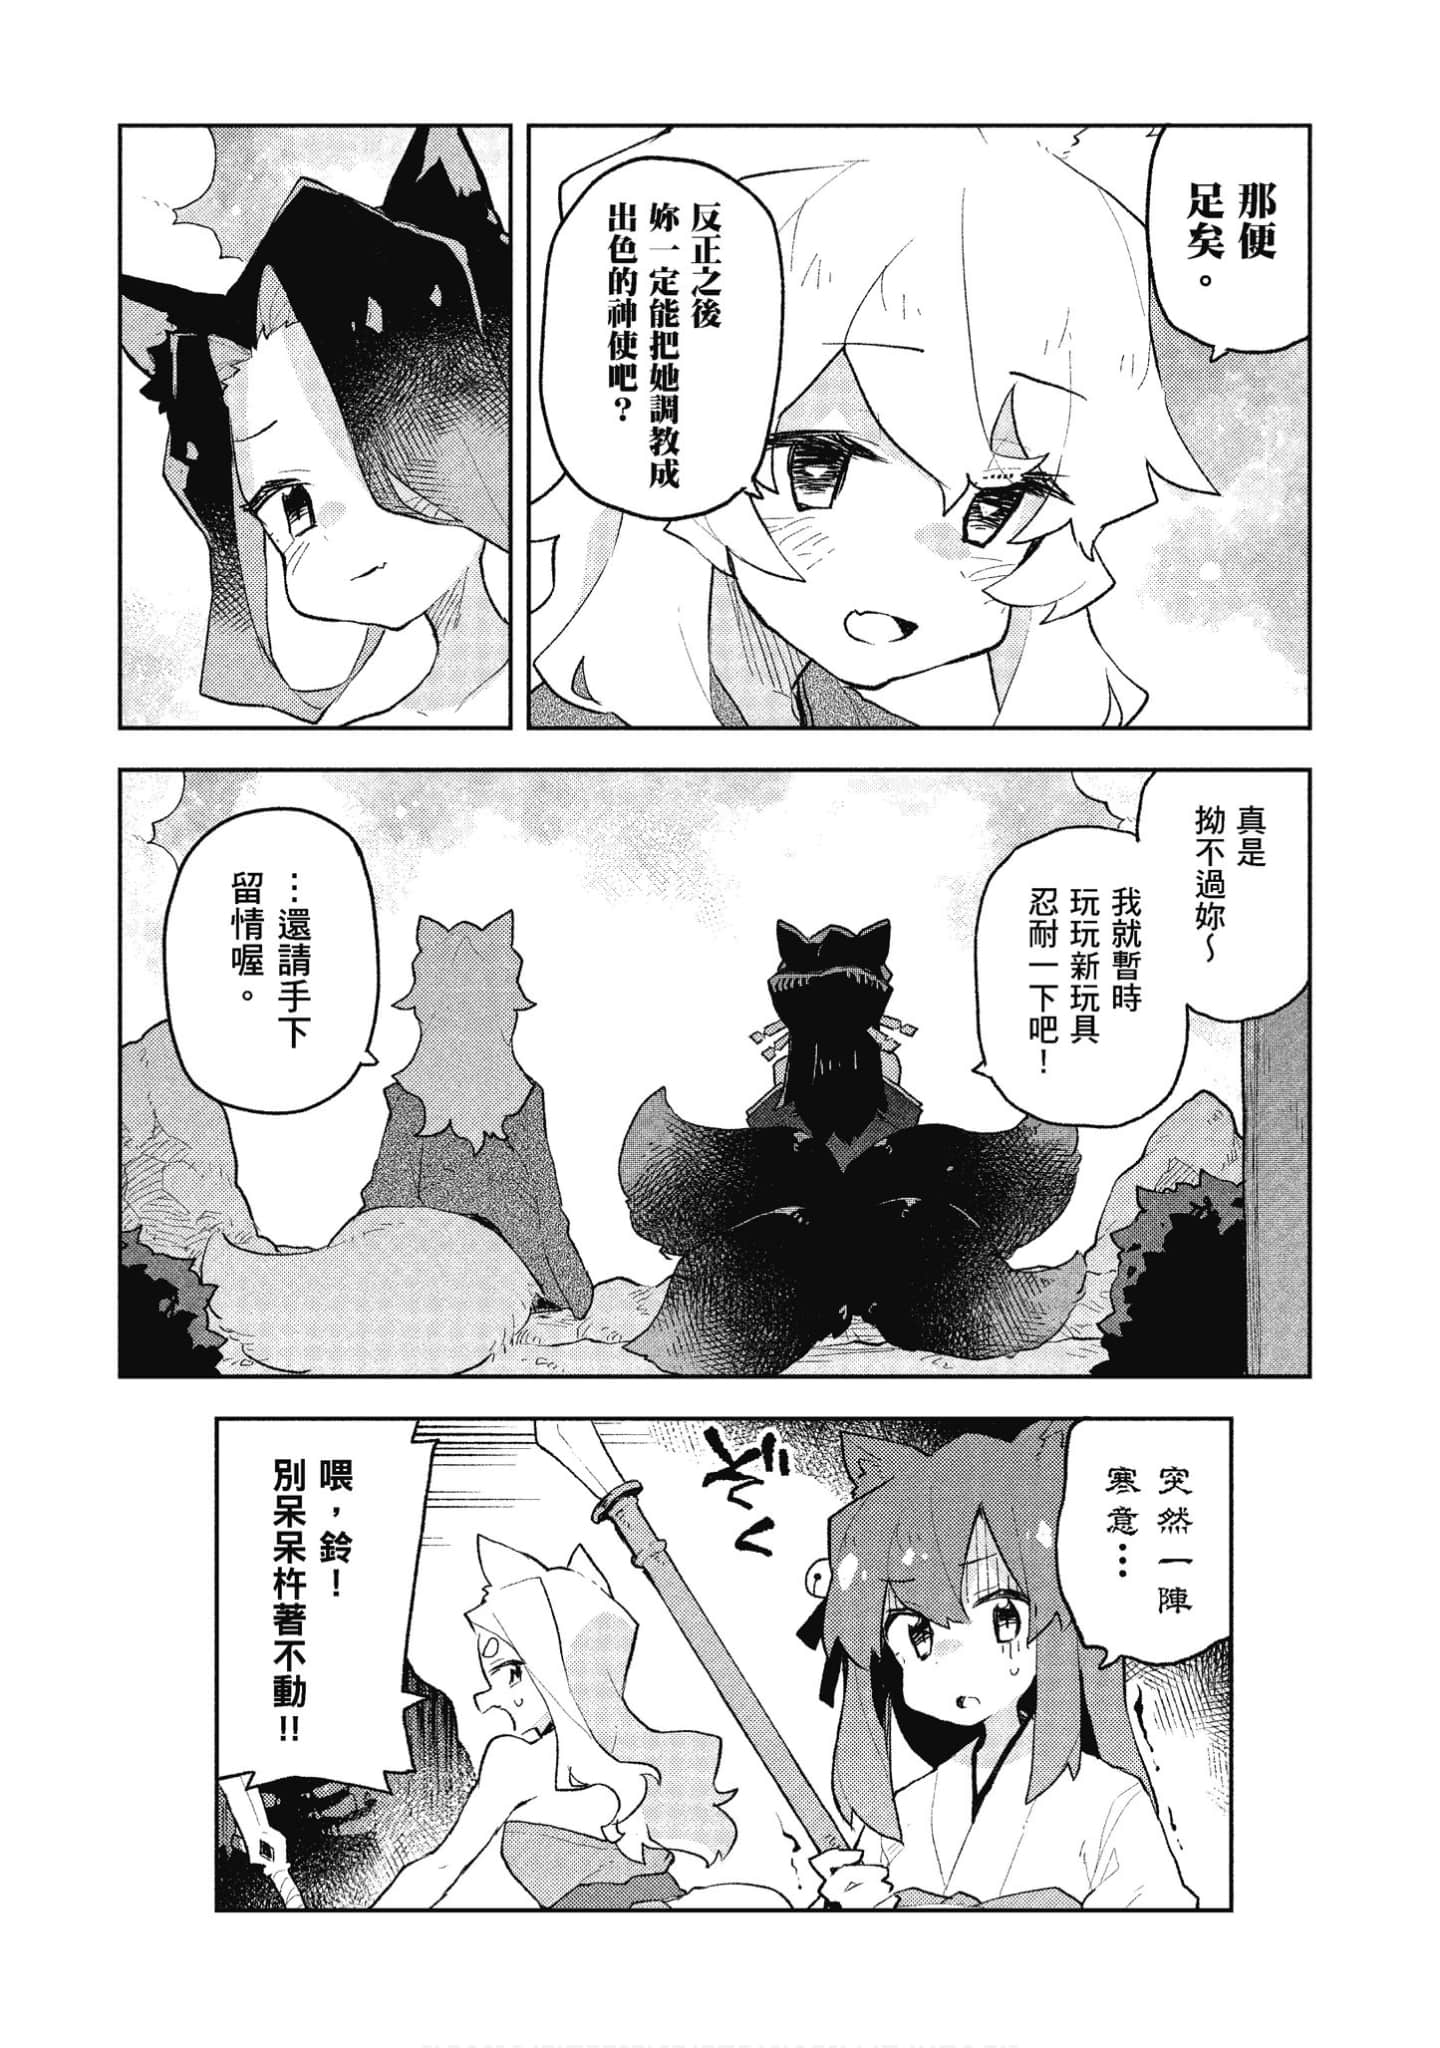 那便
足矣。
反正之後
妳一定能把她調教成
出色的神使吧？
真是
拗不過妳～
我就暫時
玩玩新玩具
忍耐一下吧！
…還請手下
留情喔。
突然一陣
寒意…
ゾクッ
喂，鈴！
別呆呆杵著不動!!